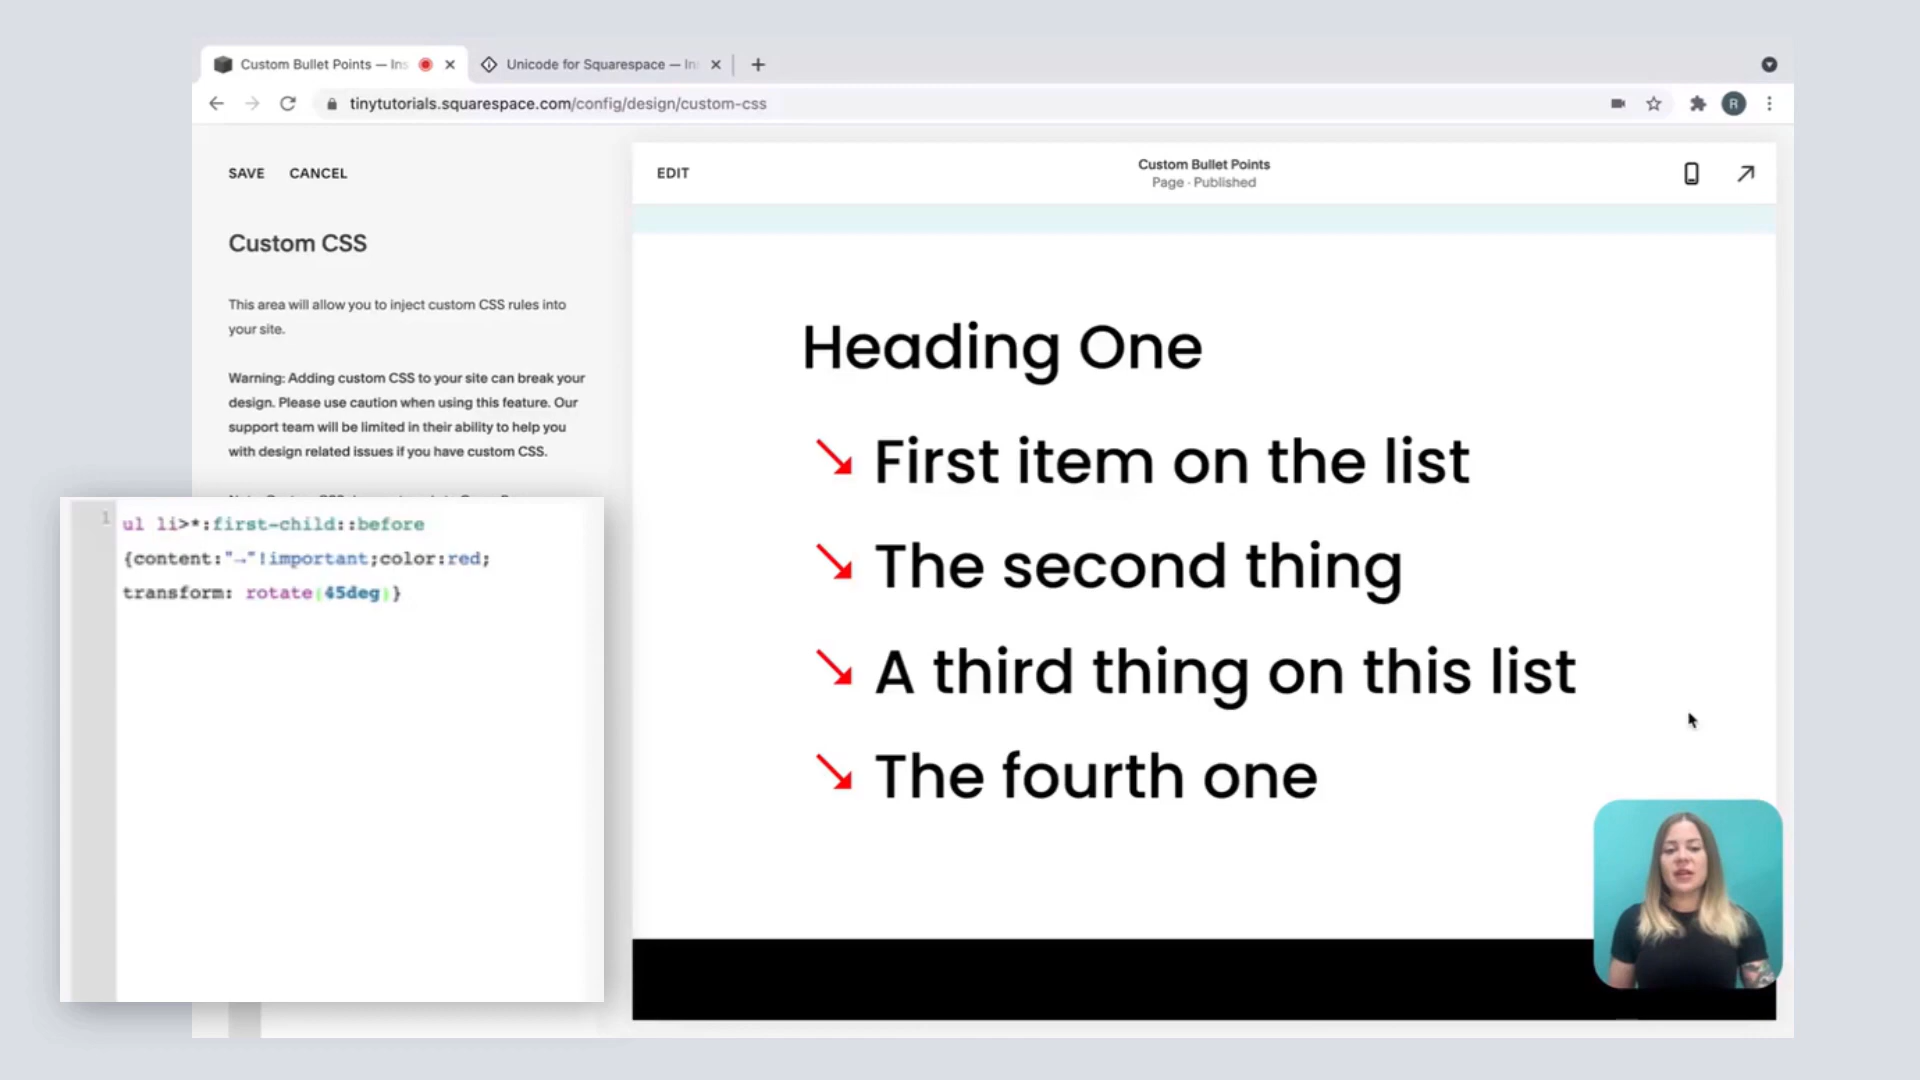 Custom Bullet Points — Ins
Unicode for Squarespace — In
tinytutorials.squarespace.com/config/design/custom-css
R
SAVE CANCEL
EDIT
Custom Bullet Points
Page · Published
Custom CSS
This area will allow you to inject custom CSS rules into
your site.
Warning: Adding custom CSS to your site can break your
design. Please use caution when using this feature. Our
support team will be limited in their ability to help you
with design related issues if you have custom CSS.
1
ul li>*:first-child::before
{content:"→"!important;color:red;
transform: rotate(45deg)}
Heading One
↘ First item on the list
↘ The second thing
↘ A third thing on this list
↘ The fourth one